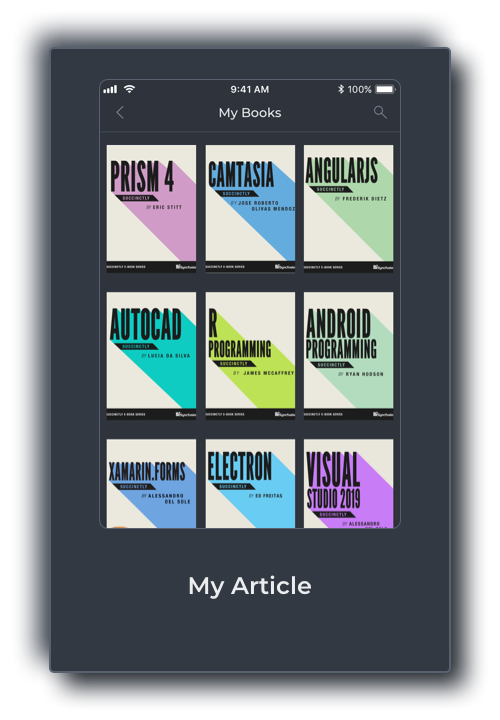 9:41 AM
100%
My Books
PRISM 4
SUCCINCTLY
BY ERIC STITT
SUCCINCTLY E-BOOK SERIES
Syncfusion
CAMTASIA
SUCCINCTLY
BY JOSE ROBERTO
OLIVAS MENDOZ
SUCCINCTLY E-BOOK SERIES
Syncfusion
ANGULARJS
SUCCINCTLY
BY FREDERIK DIETZ
SUCCINCTLY E-BOOK SERIES
Syncfusion
AUTOCAD
SUCCINCTLY
BY LUCIA DA SILVA
SUCCINCTLY E-BOOK SERIES
Syncfusion
R
PROGRAMMING
SUCCINCTLY
BY JAMES MCCAFFREY
SUCCINCTLY E-BOOK SERIES
Syncfusion
ANDROID
PROGRAMMING
SUCCINCTLY
BY RYAN HODSON
SUCCINCTLY E-BOOK SERIES
Syncfusion
XAMARIN.FORMS
SUCCINCTLY
BY ALESSANDRO
DEL SOLE
ELECTRON
SUCCINCTLY
BY ED FREITAS
VISUAL
STUDIO 2019
SUCCINCTLY
BY ALESSANDRO
My Article